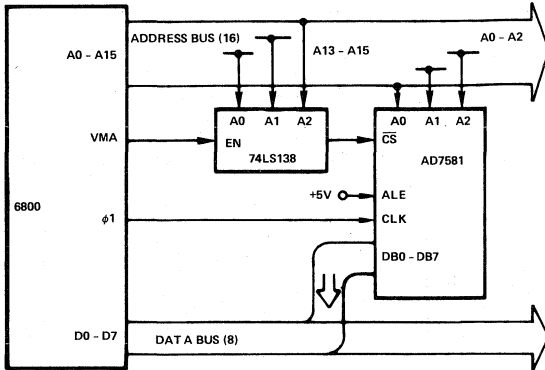 A0 – A15
ADDRESS BUS (16)
A13 – A15
A0 – A2
A0 A1 A2
EN
74LS138
A0 A1 A2
CS
AD7581
VMA
6800
+5V
ALE
ϕ1
CLK
DB0 – DB7
D0 – D7
DAT A BUS (8)